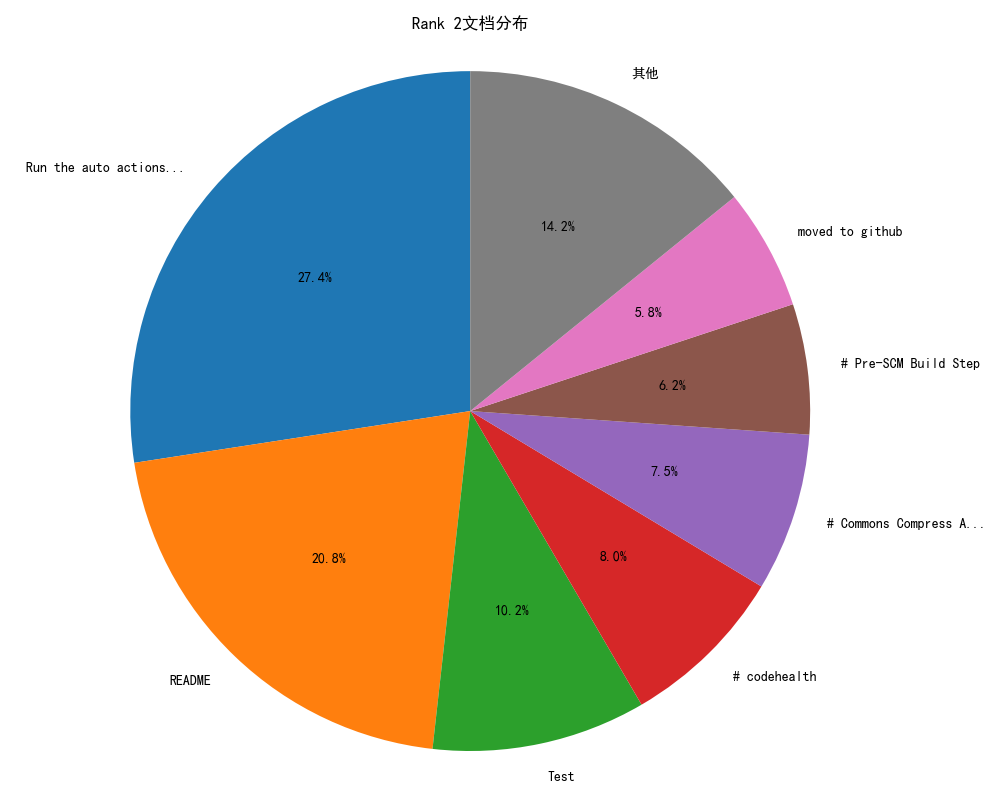 Rank 2文档分布
其他
Run the auto actions...
moved to github
14.2%
27.4%
5.8%
# Pre-SCM Build Step
6.2%
7.5%
# Commons Compress A...
20.8%
8.0%
10.2%
README
# codehealth
Test